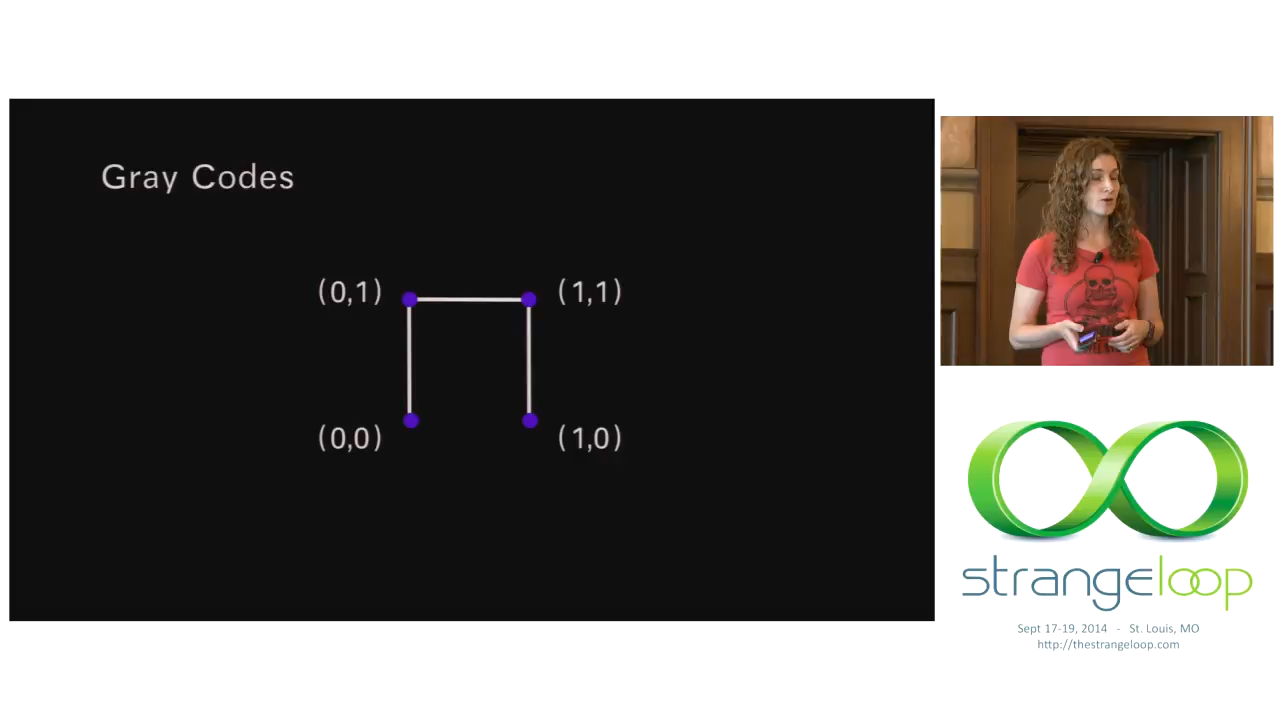 Gray Codes
(0,1)
(1,1)
(0,0)
(1,0)
strangeloop
Sept 17-19, 2014 - St. Louis, MO
http://thestrangeloop.com